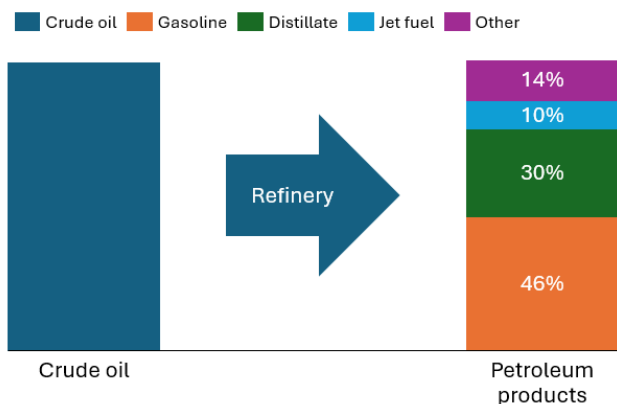 Crude oil Gasoline Distillate Jet fuel Other
14%
10%
30%
Refinery
46%
Crude oil
Petroleum
products